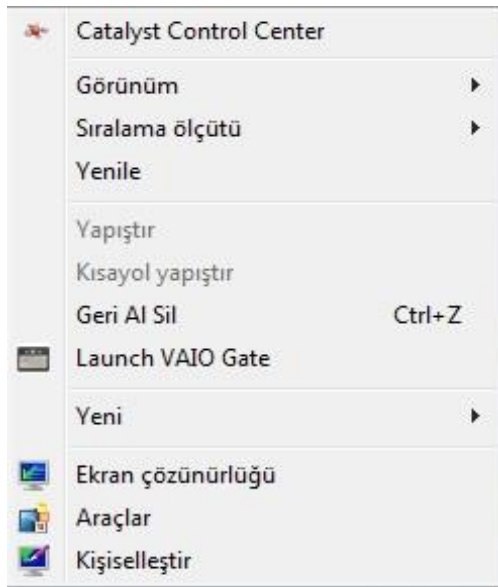 Catalyst Control Center
Görünüm
Sıralama ölçütü
Yenile
Yapıştır
Kısayol yapıştır
Geri Al Sil Ctrl+Z
Launch VAIO Gate
Yeni
Ekran çözünürlüğü
Araçlar
Kişiselleştir